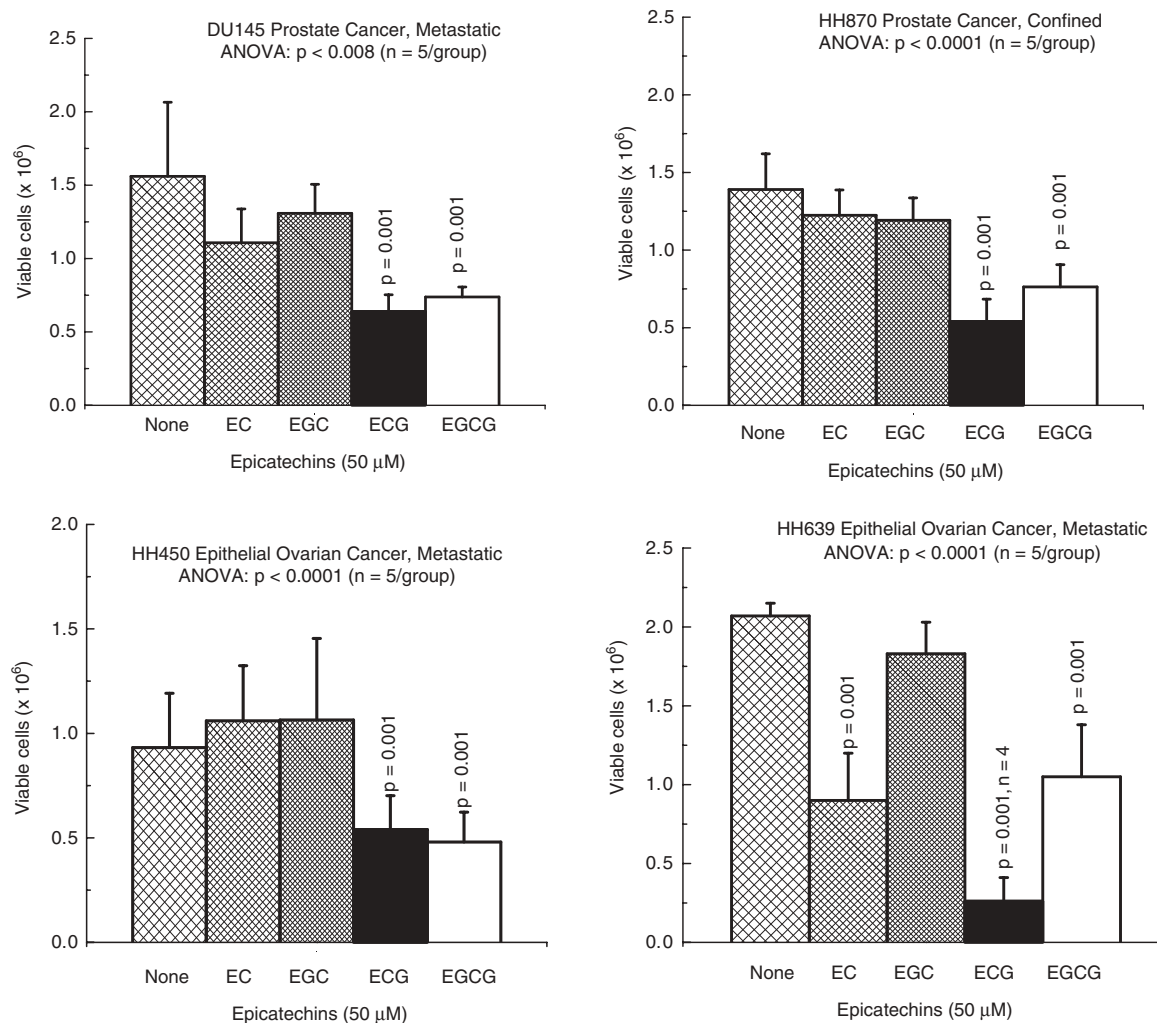 DU145 Prostate Cancer, Metastatic
ANOVA: p < 0.008 (n = 5/group)
Viable cells (x 10⁶)
2.5
2.0
1.5
1.0
0.5
0.0
p = 0.001
p = 0.001
None EC EGC ECG EGCG
Epicatechins (50 μM)
HH870 Prostate Cancer, Confined
ANOVA: p < 0.0001 (n = 5/group)
Viable cells (x 10⁶)
2.5
2.0
1.5
1.0
0.5
0.0
p = 0.001
p = 0.001
None EC EGC ECG EGCG
Epicatechins (50 μM)
HH450 Epithelial Ovarian Cancer, Metastatic
ANOVA: p < 0.0001 (n = 5/group)
Viable cells (x 10⁶)
2.0
1.5
1.0
0.5
0.0
p = 0.001
p = 0.001
None EC EGC ECG EGCG
Epicatechins (50 μM)
HH639 Epithelial Ovarian Cancer, Metastatic
ANOVA: p < 0.0001 (n = 5/group)
Viable cells (x 10⁶)
2.5
2.0
1.5
1.0
0.5
0.0
p = 0.001
p = 0.001, n = 4
p = 0.001
None EC EGC ECG EGCG
Epicatechins (50 μM)